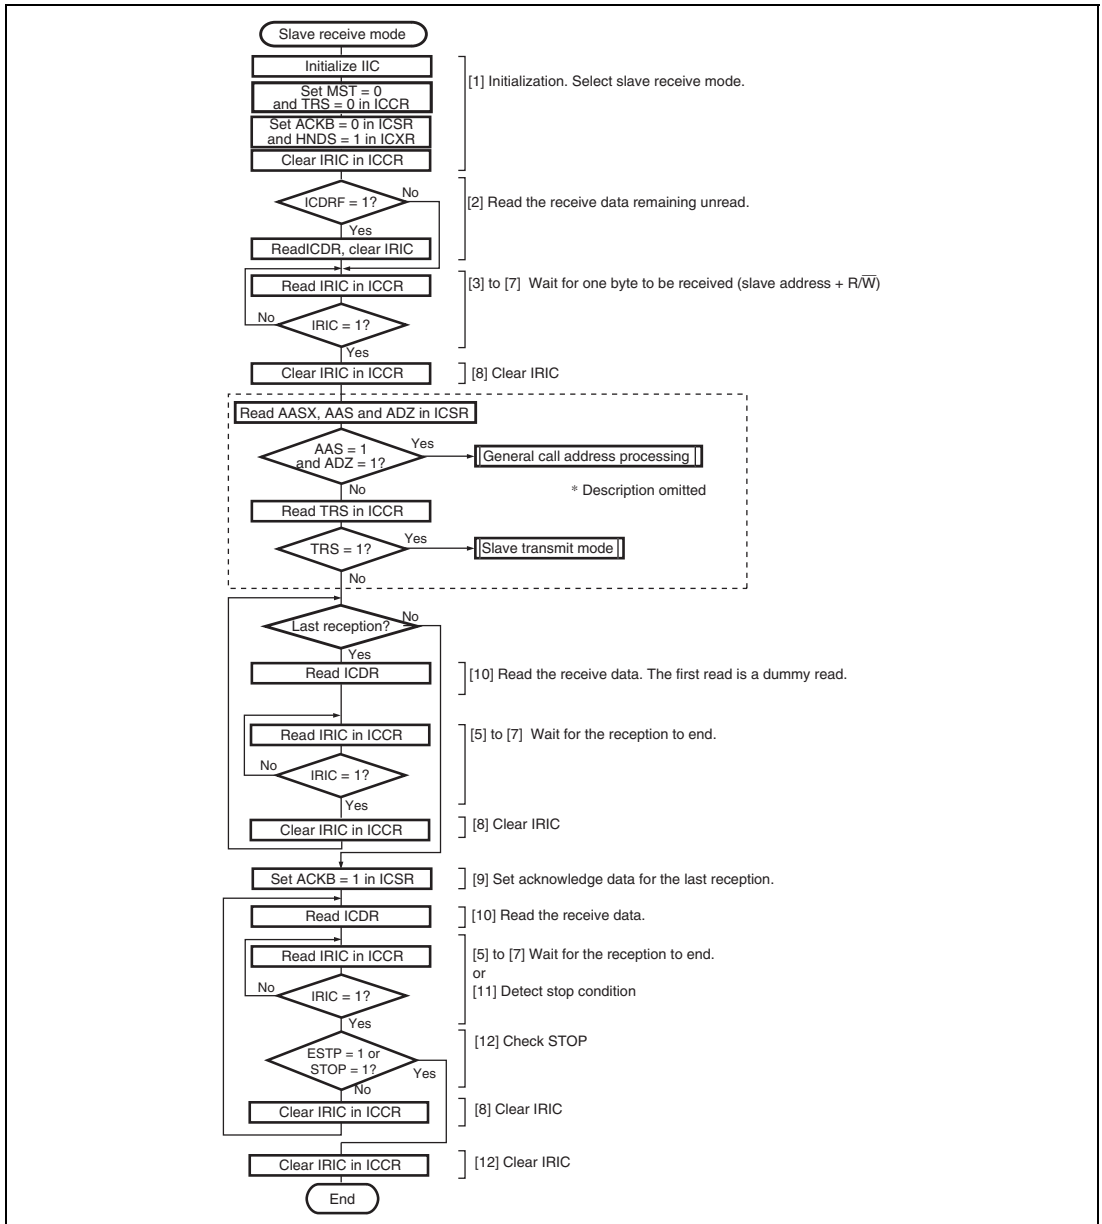 Slave receive mode
Initialize IIC
[1] Initialization. Select slave receive mode.
Set MST = 0
and TRS = 0 in ICCR
Set ACKB = 0 in ICSR
and HNDS = 1 in ICXR
Clear IRIC in ICCR
ICDRF = 1?
No
[2] Read the receive data remaining unread.
Yes
ReadICDR, clear IRIC
Read IRIC in ICCR
[3] to [7] Wait for one byte to be received (slave address + R/W̅)
No
IRIC = 1?
Yes
Clear IRIC in ICCR
[8] Clear IRIC
Read AASX, AAS and ADZ in ICSR
AAS = 1
and ADZ = 1?
Yes
General call address processing
No
* Description omitted
Read TRS in ICCR
TRS = 1?
Yes
Slave transmit mode
No
Last reception?
No
Yes
Read ICDR
[10] Read the receive data. The first read is a dummy read.
Read IRIC in ICCR
[5] to [7] Wait for the reception to end.
No
IRIC = 1?
Yes
Clear IRIC in ICCR
[8] Clear IRIC
Set ACKB = 1 in ICSR
[9] Set acknowledge data for the last reception.
Read ICDR
[10] Read the receive data.
Read IRIC in ICCR
[5] to [7] Wait for the reception to end.
or
[11] Detect stop condition
No
IRIC = 1?
Yes
[12] Check STOP
ESTP = 1 or
STOP = 1?
Yes
No
Clear IRIC in ICCR
[8] Clear IRIC
Clear IRIC in ICCR
[12] Clear IRIC
End